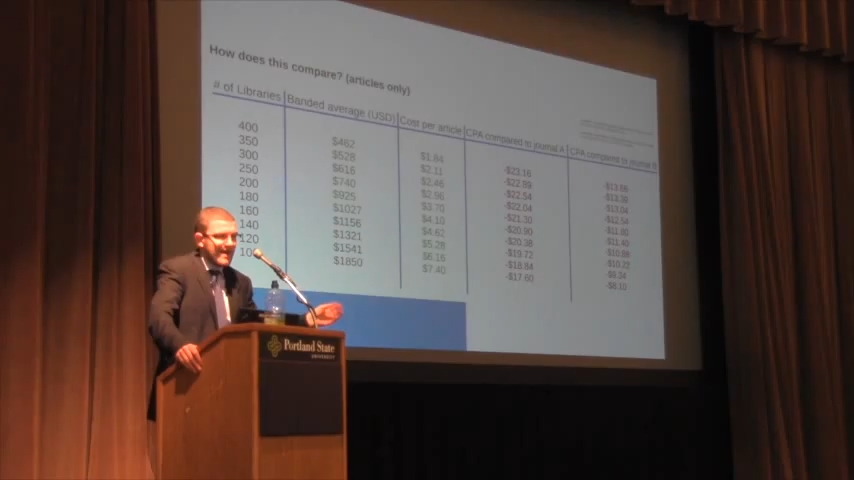 How does this compare? (articles only)
# of Libraries Banded average (USD) Cost per article CPA compared to journal A CPA compared to journal B
400 $462 $1.84 -$23.16 -$13.66
350 $528 $2.11 -$22.89 -$13.39
300 $616 $2.46 -$22.54 -$13.04
250 $740 $2.96 -$22.04 -$12.54
200 $925 $3.70 -$21.30 -$11.80
180 $1027 $4.10 -$20.90 -$11.40
160 $1156 $4.62 -$20.38 -$10.88
140 $1321 $5.28 -$19.72 -$10.22
120 $1541 $6.16 -$18.84 -$9.34
100 $1850 $7.40 -$17.60 -$8.10
Portland State
UNIVERSITY